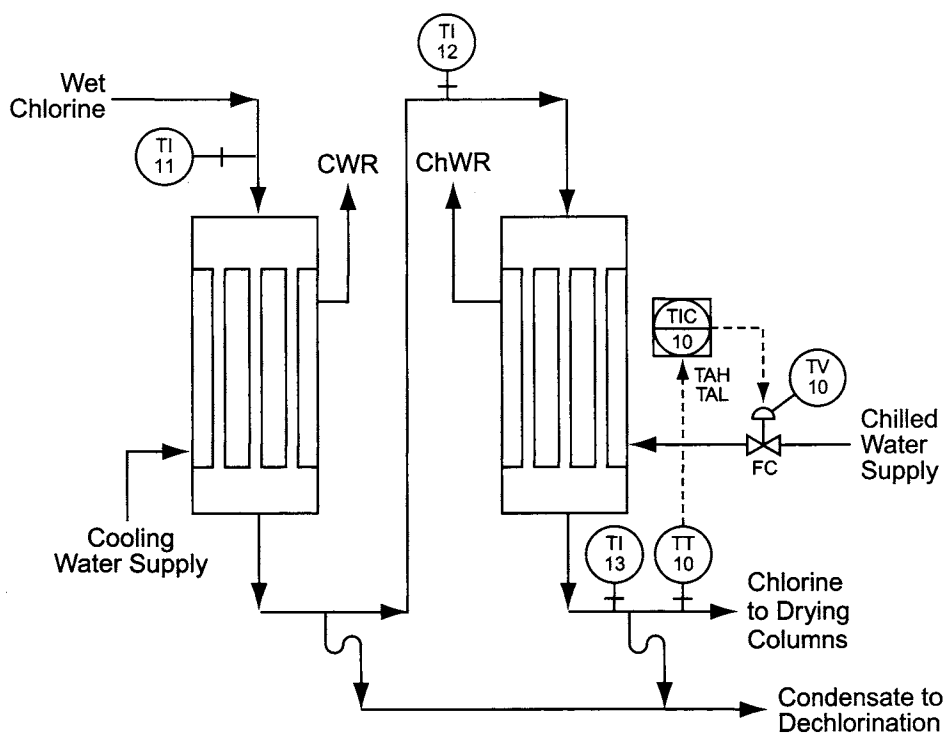 TI
12
Wet
Chlorine
TI
11
CWR
ChWR
TIC
10
TAH
TAL
TV
10
Chilled
Water
Supply
FC
Cooling
Water Supply
TI
13
TT
10
Chlorine
to Drying
Columns
Condensate to
Dechlorination